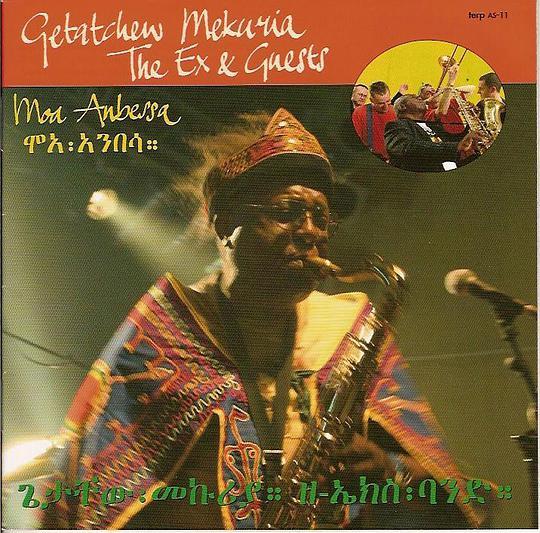 Getatchew Mekuria
The Ex & Guests
terp AS-11
Moa Anbessa
ሞአ፡አንበሳ።
ጌታቸው፡መኩሪያ። ዘ-ኤክስ፡ባንድ።